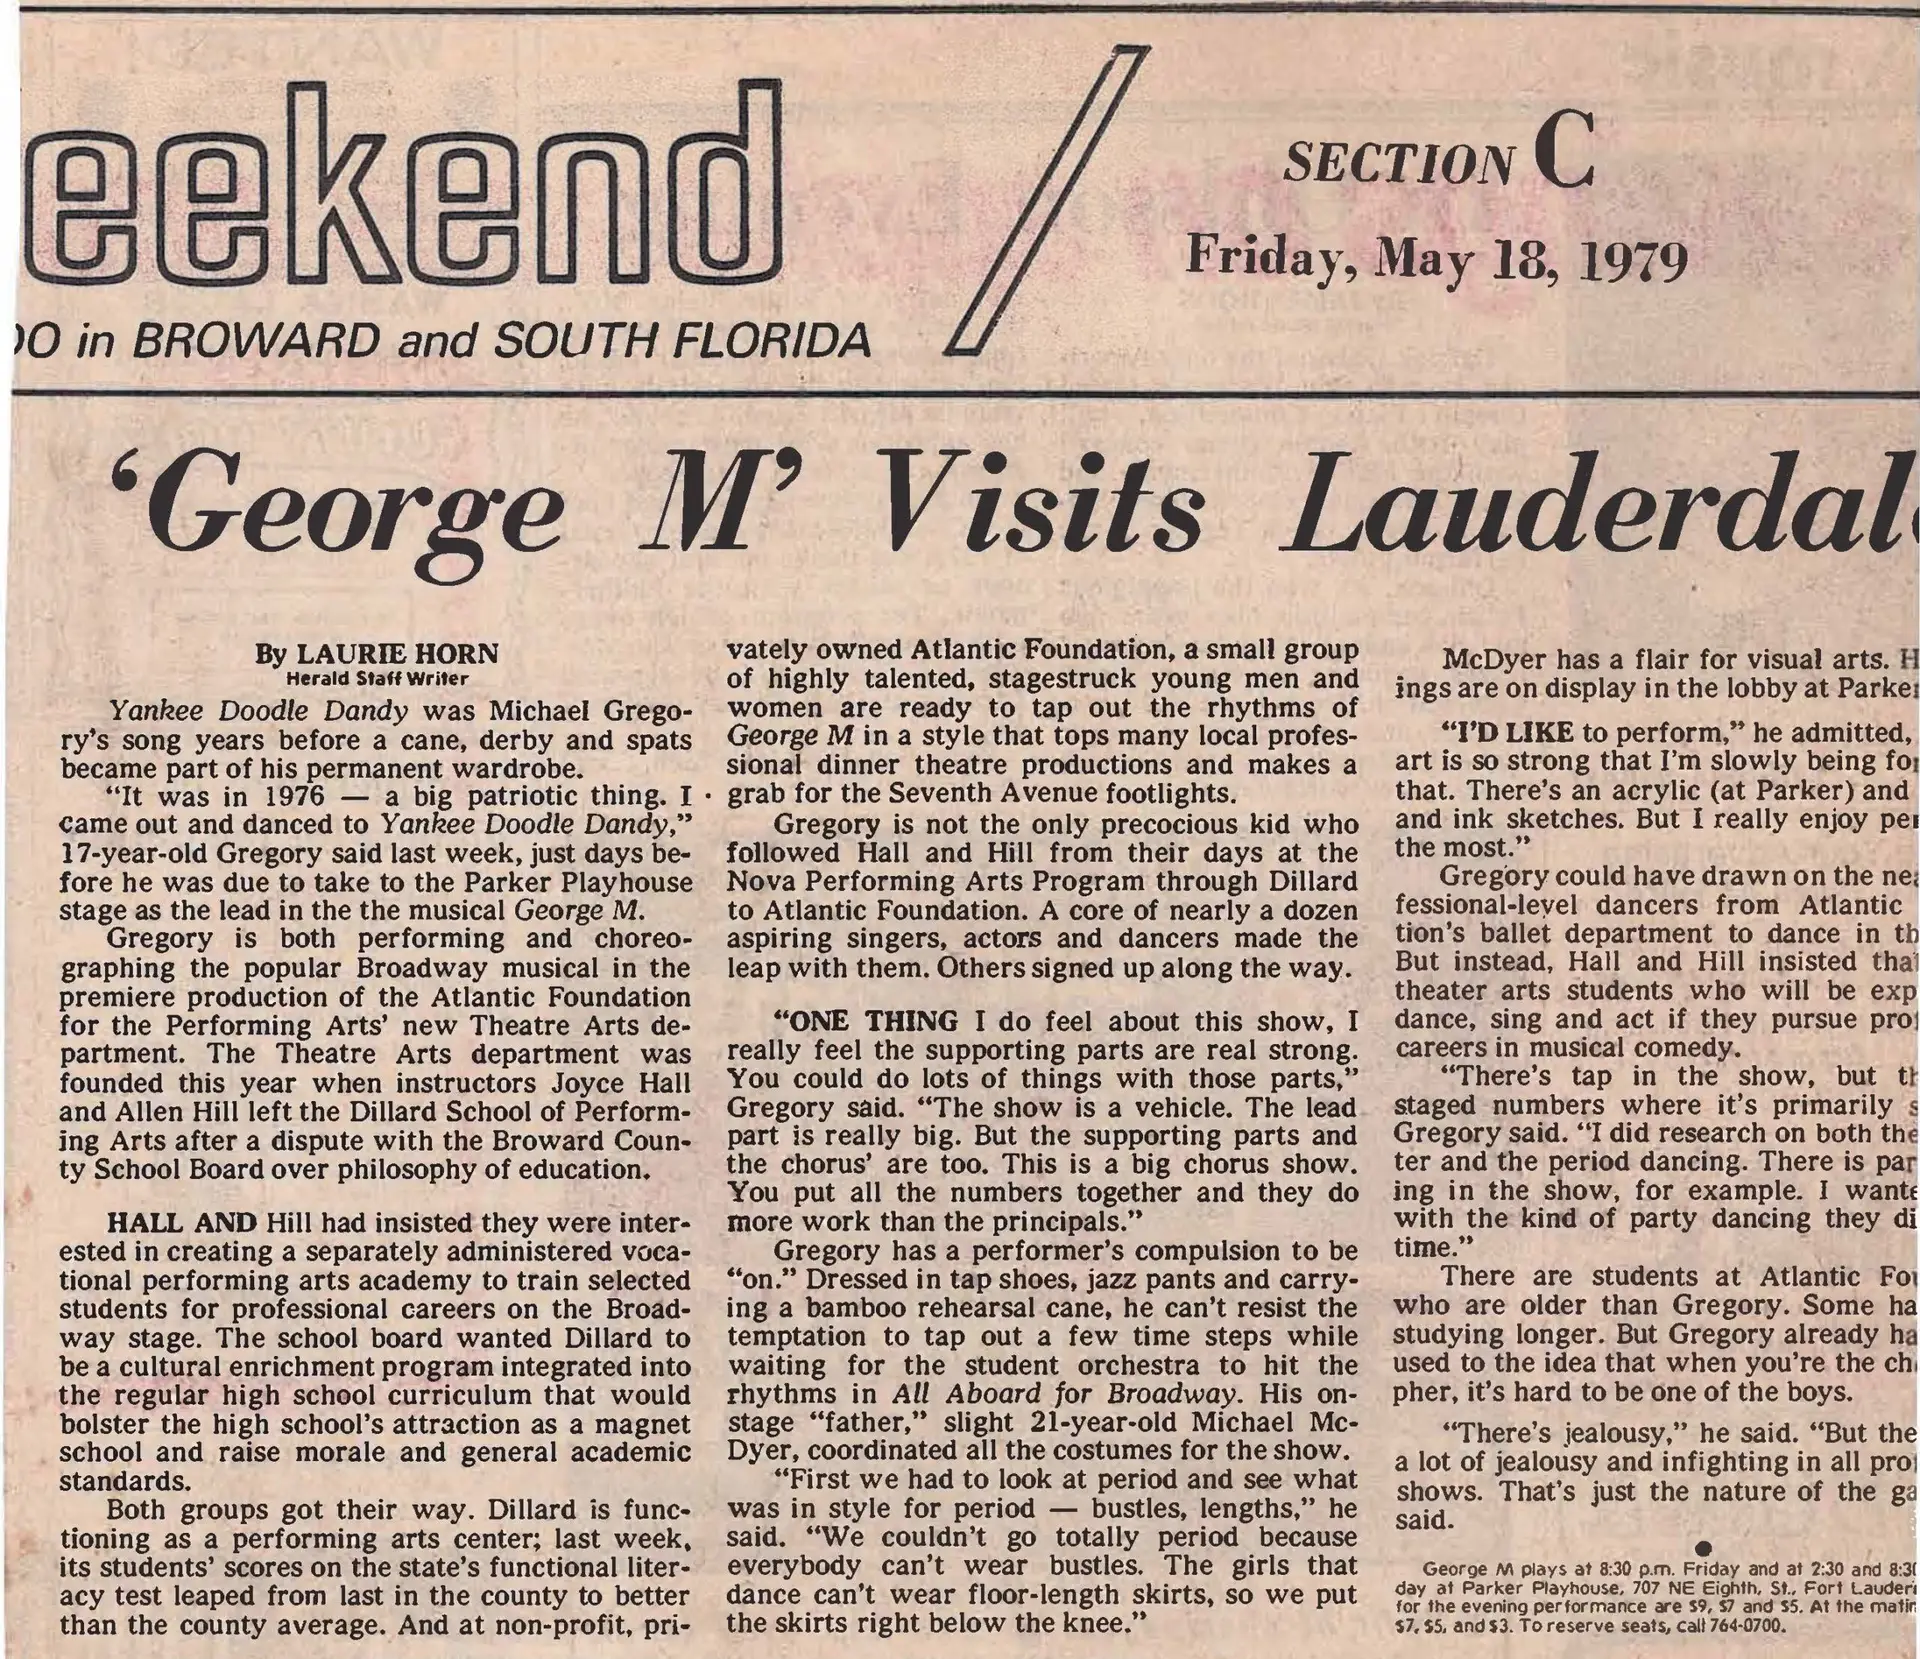 eekend
SECTION C
Friday, May 18, 1979
O in BROWARD and SOUTH FLORIDA
‘George M’ Visits
By LAURIE HORN
Herald Staff Writer
Yankee Doodle Dandy was Michael Grego-
ry's song years before a cane, derby and spats
became part of his permanent wardrobe.
“It was in 1976 — a big patriotic thing. I
came out and danced to Yankee Doodle Dandy,”
17-year-old Gregory said last week, just days be-
fore he was due to take to the Parker Playhouse
stage as the lead in the the musical George M.
Gregory is both performing and choreo-
graphing the popular Broadway musical in the
premiere production of the Atlantic Foundation
for the Performing Arts' new Theatre Arts de-
partment. The Theatre Arts department was
founded this year when instructors Joyce Hall
and Allen Hill left the Dillard School of Perform-
ing Arts after a dispute with the Broward Coun-
ty School Board over philosophy of education.
HALL AND Hill had insisted they were inter-
ested in creating a separately administered voca-
tional performing arts academy to train selected
students for professional careers on the Broad-
way stage. The school board wanted Dillard to
be a cultural enrichment program integrated into
the regular high school curriculum that would
bolster the high school's attraction as a magnet
school and raise morale and general academic
standards.
Both groups got their way. Dillard is func-
tioning as a performing arts center; last week,
its students' scores on the state's functional liter-
acy test leaped from last in the county to better
than the county average. And at non-profit, pri-
vately owned Atlantic Foundation, a small group
of highly talented, stagestruck young men and
women are ready to tap out the rhythms of
George M in a style that tops many local profes-
sional dinner theatre productions and makes a
grab for the Seventh Avenue footlights.
Gregory is not the only precocious kid who
followed Hall and Hill from their days at the
Nova Performing Arts Program through Dillard
to Atlantic Foundation. A core of nearly a dozen
aspiring singers, actors and dancers made the
leap with them. Others signed up along the way.
“ONE THING I do feel about this show, I
really feel the supporting parts are real strong.
You could do lots of things with those parts,”
Gregory said. “The show is a vehicle. The lead
part is really big. But the supporting parts and
the chorus' are too. This is a big chorus show.
You put all the numbers together and they do
more work than the principals.”
Gregory has a performer's compulsion to be
“on.” Dressed in tap shoes, jazz pants and carry-
ing a bamboo rehearsal cane, he can't resist the
temptation to tap out a few time steps while
waiting for the student orchestra to hit the
rhythms in All Aboard for Broadway. His on-
stage “father,” slight 21-year-old Michael Mc-
Dyer, coordinated all the costumes for the show.
“First we had to look at period and see what
was in style for period — bustles, lengths,” he
said. “We couldn't go totally period because
everybody can't wear bustles. The girls that
dance can't wear floor-length skirts, so we put
the skirts right below the knee.”
McDyer has a flair for visual arts.
ings are on display in the lobby at
“I'D LIKE to perform,” he admitted,
art is so strong that I'm slowly being
that. There's an acrylic (at Parker) and
and ink sketches. But I really enjoy
the most.”
Gregory could have drawn on the
fessional-level dancers from Atlantic
tion's ballet department to dance in
But instead, Hall and Hill insisted
theater arts students who will be
dance, sing and act if they pursue
careers in musical comedy.
“There's tap in the show, but
staged numbers where it's primarily
Gregory said. “I did research on both
ter and the period dancing. There is
ing in the show, for example. I
with the kind of party dancing they
time.”
There are students at Atlantic
who are older than Gregory. Some
studying longer. But Gregory already
used to the idea that when you're the
pher, it's hard to be one of the boys.
“There's jealousy,” he said. “But
a lot of jealousy and infighting in all
shows. That's just the nature of the
said.
George M plays at 8:30 p.m. Friday and at 2:30 and
day at Parker Playhouse, 707 NE Eighth, St., Fort
for the evening performance are $9, $7 and $5. At the
$7, $5, and $3. To reserve seats, call 764-0700.